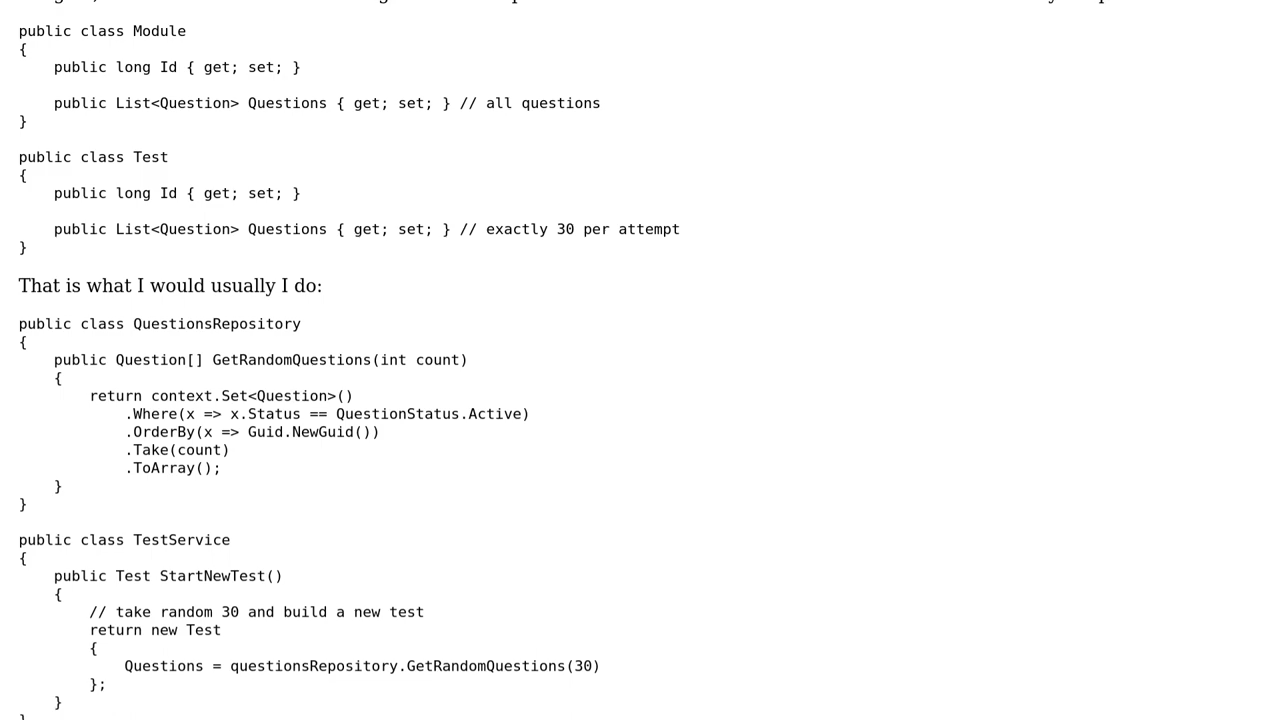 public class Module
{
    public long Id { get; set; }
    public List<Question> Questions { get; set; } // all questions
}
public class Test
{
    public long Id { get; set; }
    public List<Question> Questions { get; set; } // exactly 30 per attempt
}
That is what I would usually I do:
public class QuestionsRepository
{
    public Question[] GetRandomQuestions(int count)
    {
        return context.Set<Question>()
            .Where(x => x.Status == QuestionStatus.Active)
            .OrderBy(x => Guid.NewGuid())
            .Take(count)
            .ToArray();
    }
}
public class TestService
{
    public Test StartNewTest()
    {
        // take random 30 and build a new test
        return new Test
        {
            Questions = questionsRepository.GetRandomQuestions(30)
        };
    }
}